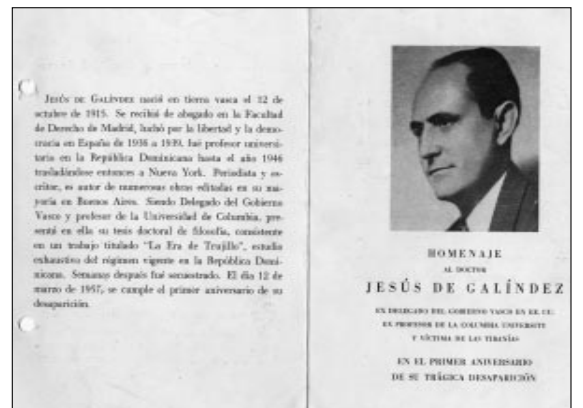 JESÚS DE GALÍNDEZ nació en tierra vasca el 12 de
octubre de 1915. Se recibió de abogado en la Facultad
de Derecho de Madrid, luchó por la libertad y la demo-
cracia en España de 1936 a 1939, fué profesor universi-
tario en la República Dominicana hasta el año 1946
trasladándose entonces a Nueva York. Periodista y es-
critor, es autor de numerosas obras editadas en su ma-
yoría en Buenos Aires. Siendo Delegado del Gobierno
Vasco y profesor de la Universidad de Columbia, pre-
sentó en ella su tesis doctoral de filosofía, consistente
en un trabajo titulado "La Era de Trujillo", estudio
exhaustivo del régimen vigente en la República Domi-
nicana. Semanas después fué secuestrado. El día 12 de
marzo de 1957, se cumple el primer aniversario de su
desaparición.
HOMENAJE
AL DOCTOR
JESÚS DE GALÍNDEZ
EX DELEGADO DEL GOBIERNO VASCO EN EE. UU.
EX PROFESOR DE LA COLUMBIA UNIVERSITY
Y VÍCTIMA DE LAS TIRANÍAS
EN EL PRIMER ANIVERSARIO
DE SU TRÁGICA DESAPARICIÓN